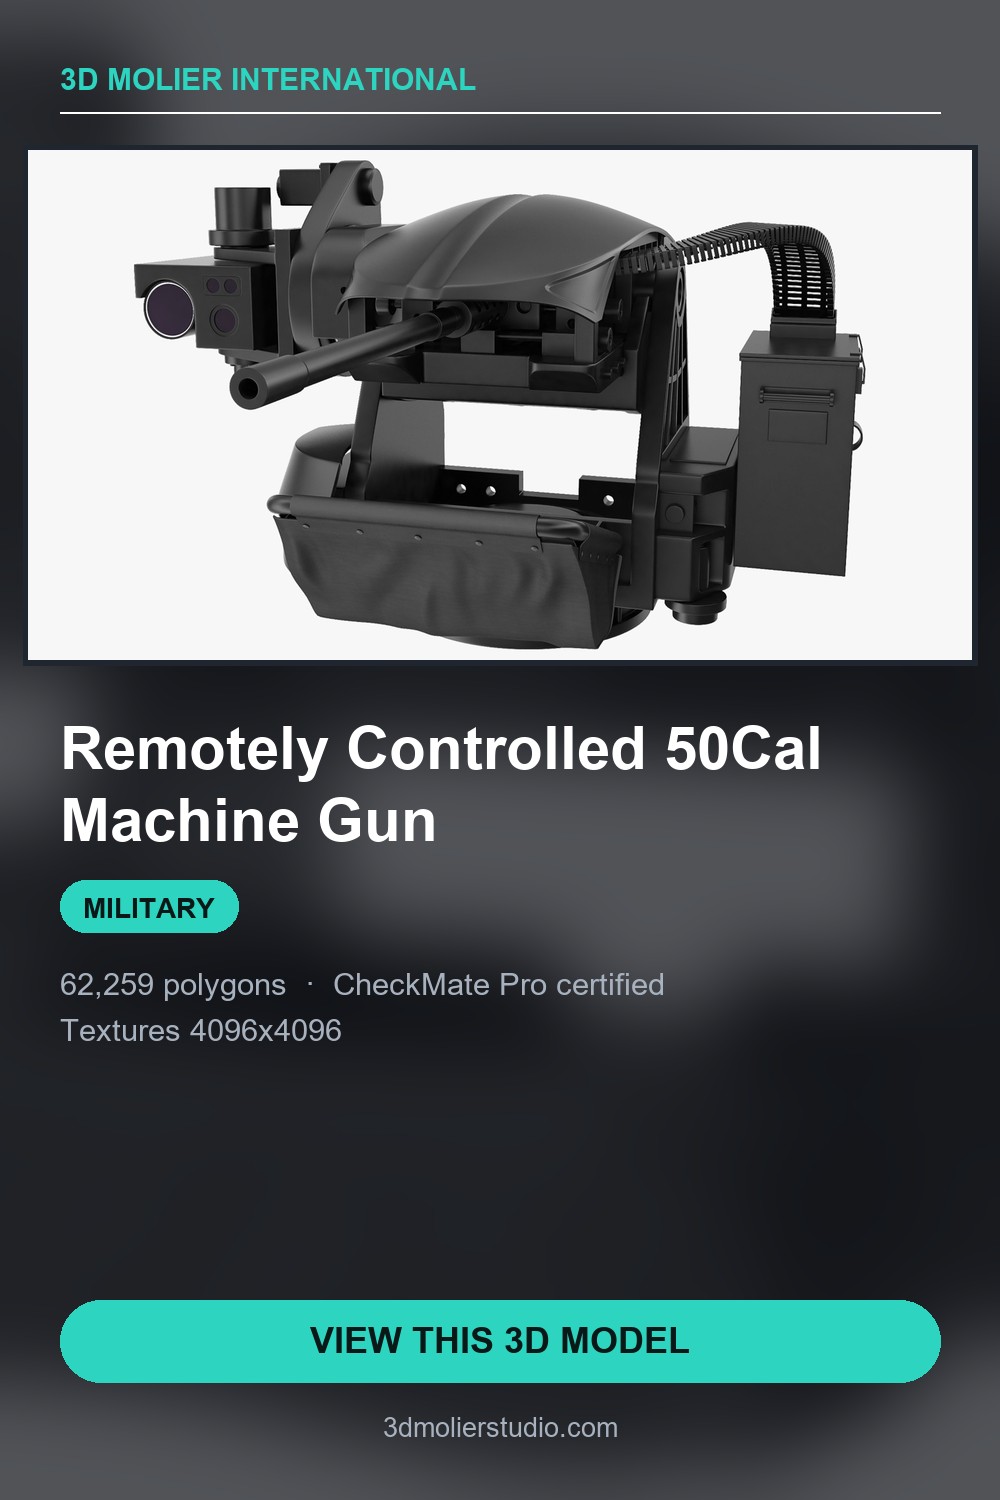 3D MOLIER INTERNATIONAL
Remotely Controlled 50Cal
Machine Gun
MILITARY
62,259 polygons · CheckMate Pro certified
Textures 4096x4096
VIEW THIS 3D MODEL
3dmolierstudio.com